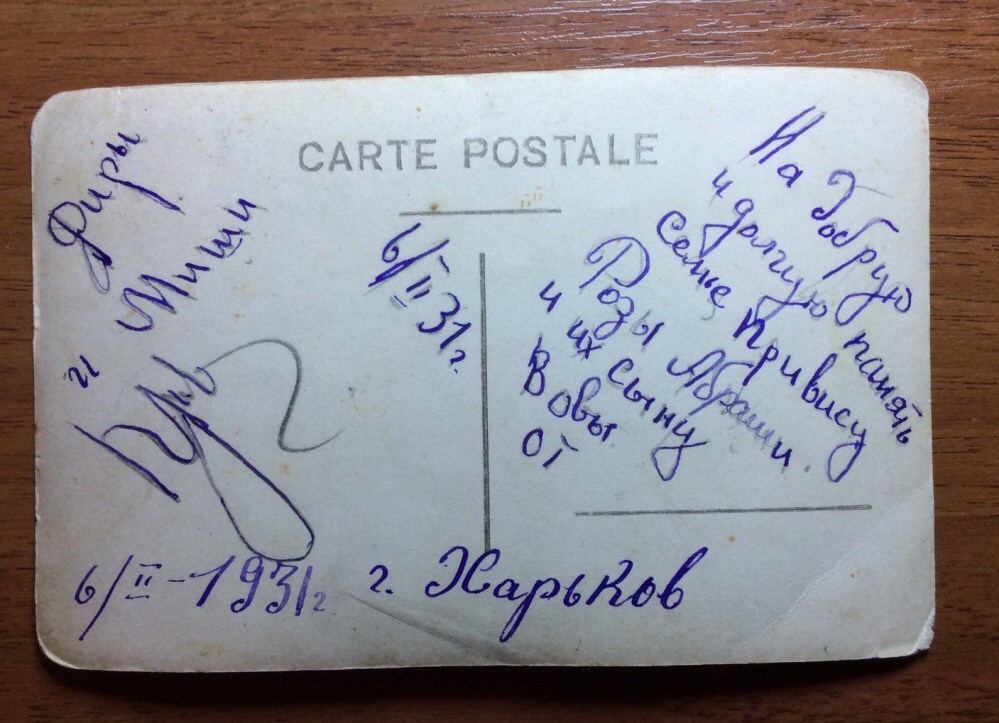 CARTE POSTALE
На Добрую
и долгую память
семье Кривису
Розы Абраши
и их сыну
Вовы.
от
6/II 31 г.
Фиры
и Миши
6/II-1931 г. г. Харьков